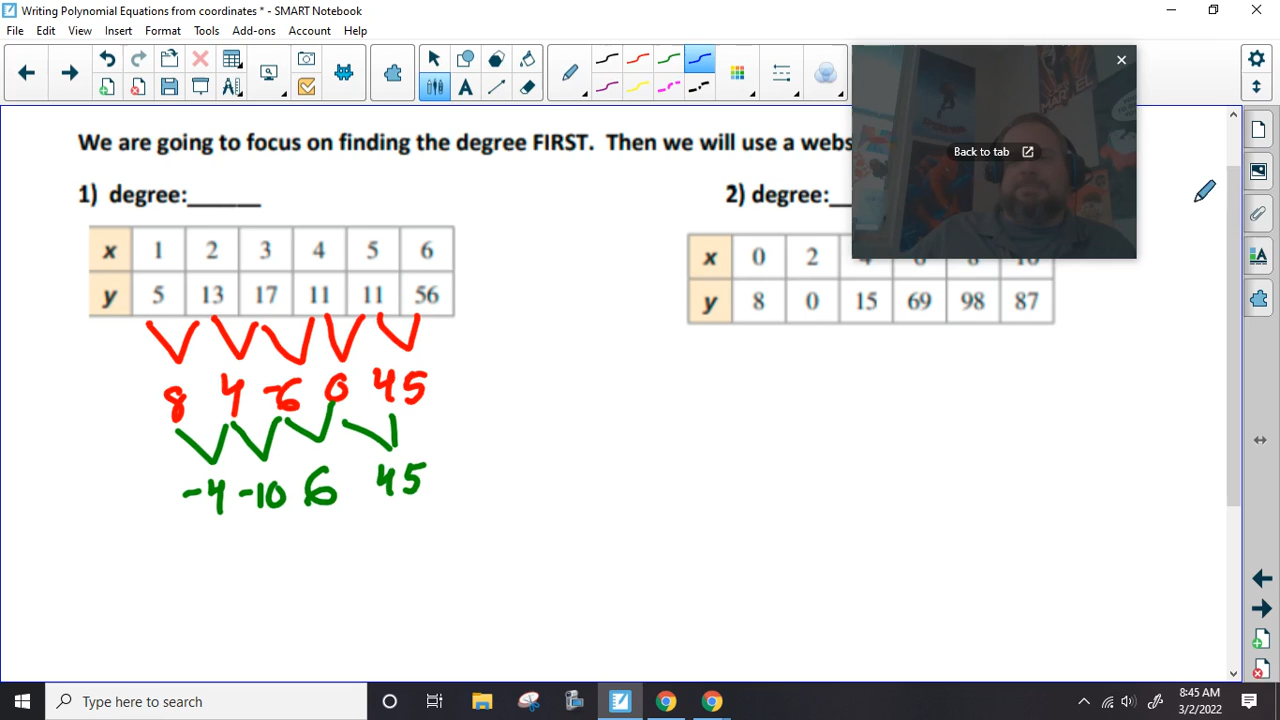 Writing Polynomial Equations from coordinates * - SMART Notebook
File Edit View Insert Format Tools Add-ons Account Help
Back to tab
We are going to focus on finding the degree FIRST. Then we will use a webs
1) degree:______
x 1 2 3 4 5 6
y 5 13 17 11 11 56
8 4 -6 0 45
-4 -10 6 45
2) degree:__
x 0 2
y 8 0 15 69 98 87
Type here to search
8:45 AM
3/2/2022